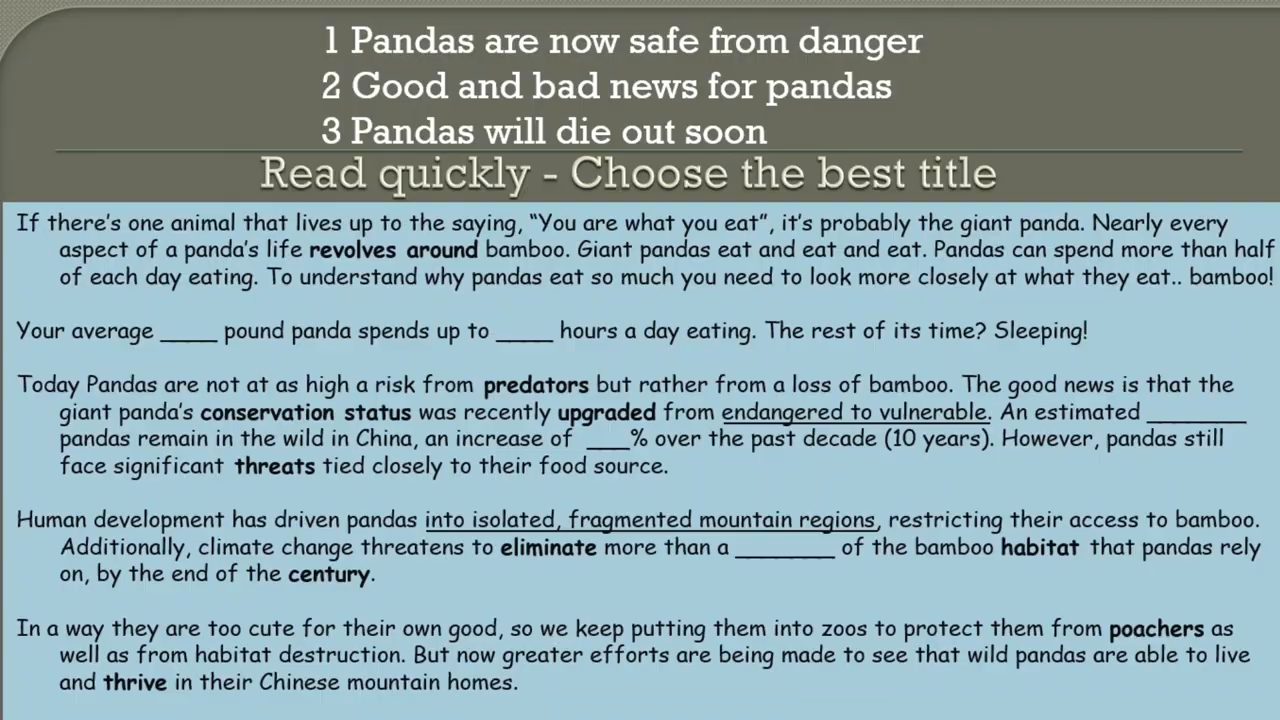 1 Pandas are now safe from danger
2 Good and bad news for pandas
3 Pandas will die out soon
Read quickly - Choose the best title
If there's one animal that lives up to the saying, “You are what you eat”, it's probably the giant panda. Nearly every
aspect of a panda's life revolves around bamboo. Giant pandas eat and eat and eat. Pandas can spend more than half
of each day eating. To understand why pandas eat so much you need to look more closely at what they eat.. bamboo!
Your average ____ pound panda spends up to ____ hours a day eating. The rest of its time? Sleeping!
Today Pandas are not at as high a risk from predators but rather from a loss of bamboo. The good news is that the
giant panda's conservation status was recently upgraded from endangered to vulnerable. An estimated _______
pandas remain in the wild in China, an increase of ___% over the past decade (10 years). However, pandas still
face significant threats tied closely to their food source.
Human development has driven pandas into isolated, fragmented mountain regions, restricting their access to bamboo.
Additionally, climate change threatens to eliminate more than a _______ of the bamboo habitat that pandas rely
on, by the end of the century.
In a way they are too cute for their own good, so we keep putting them into zoos to protect them from poachers as
well as from habitat destruction. But now greater efforts are being made to see that wild pandas are able to live
and thrive in their Chinese mountain homes.